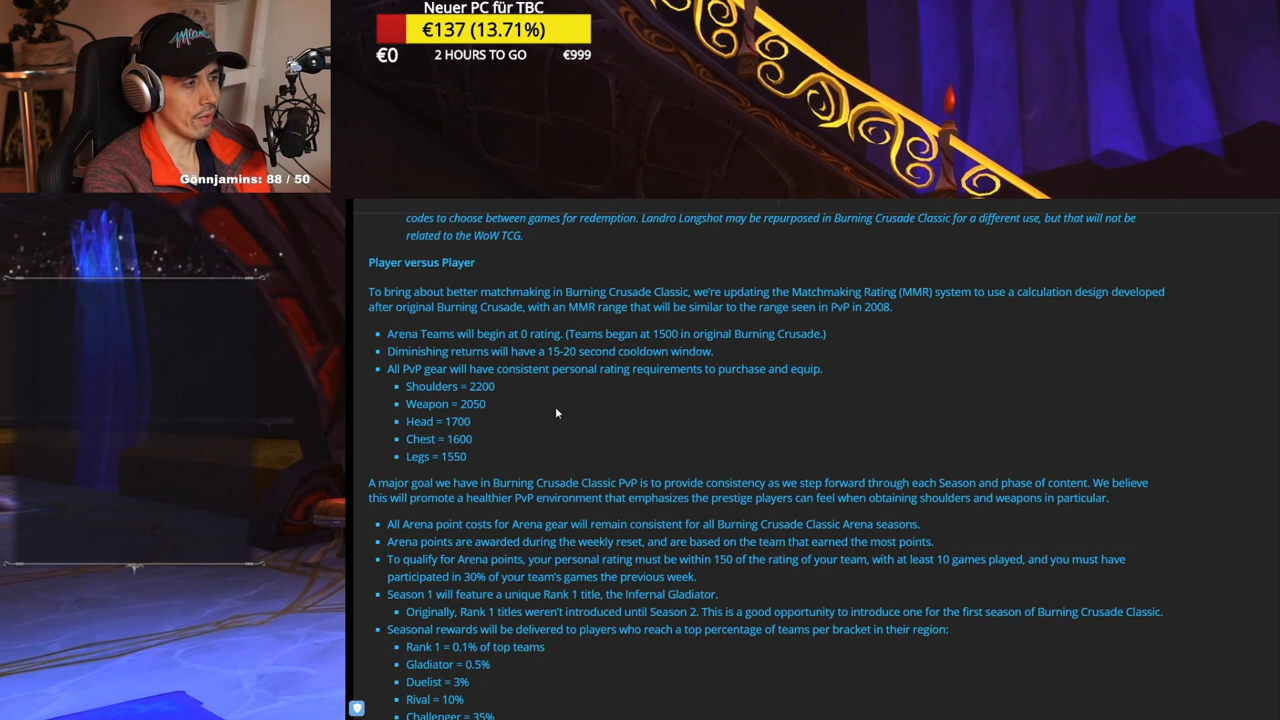 Neuer PC für TBC
€137 (13.71%)
€0
2 HOURS TO GO
€999
Miami
Gönnjamins: 88 / 50
codes to choose between games for redemption. Landro Longshot may be repurposed in Burning Crusade Classic for a different use, but that will not be
related to the WoW TCG.
Player versus Player
To bring about better matchmaking in Burning Crusade Classic, we're updating the Matchmaking Rating (MMR) system to use a calculation design developed
after original Burning Crusade, with an MMR range that will be similar to the range seen in PvP in 2008.
Arena Teams will begin at 0 rating. (Teams began at 1500 in original Burning Crusade.)
Diminishing returns will have a 15-20 second cooldown window.
All PvP gear will have consistent personal rating requirements to purchase and equip.
Shoulders = 2200
Weapon = 2050
Head = 1700
Chest = 1600
Legs = 1550
A major goal we have in Burning Crusade Classic PvP is to provide consistency as we step forward through each Season and phase of content. We believe
this will promote a healthier PvP environment that emphasizes the prestige players can feel when obtaining shoulders and weapons in particular.
All Arena point costs for Arena gear will remain consistent for all Burning Crusade Classic Arena seasons.
Arena points are awarded during the weekly reset, and are based on the team that earned the most points.
To qualify for Arena points, your personal rating must be within 150 of the rating of your team, with at least 10 games played, and you must have
participated in 30% of your team's games the previous week.
Season 1 will feature a unique Rank 1 title, the Infernal Gladiator.
Originally, Rank 1 titles weren't introduced until Season 2. This is a good opportunity to introduce one for the first season of Burning Crusade Classic.
Seasonal rewards will be delivered to players who reach a top percentage of teams per bracket in their region:
Rank 1 = 0.1% of top teams
Gladiator = 0.5%
Duelist = 3%
Rival = 10%
Challenger = 35%